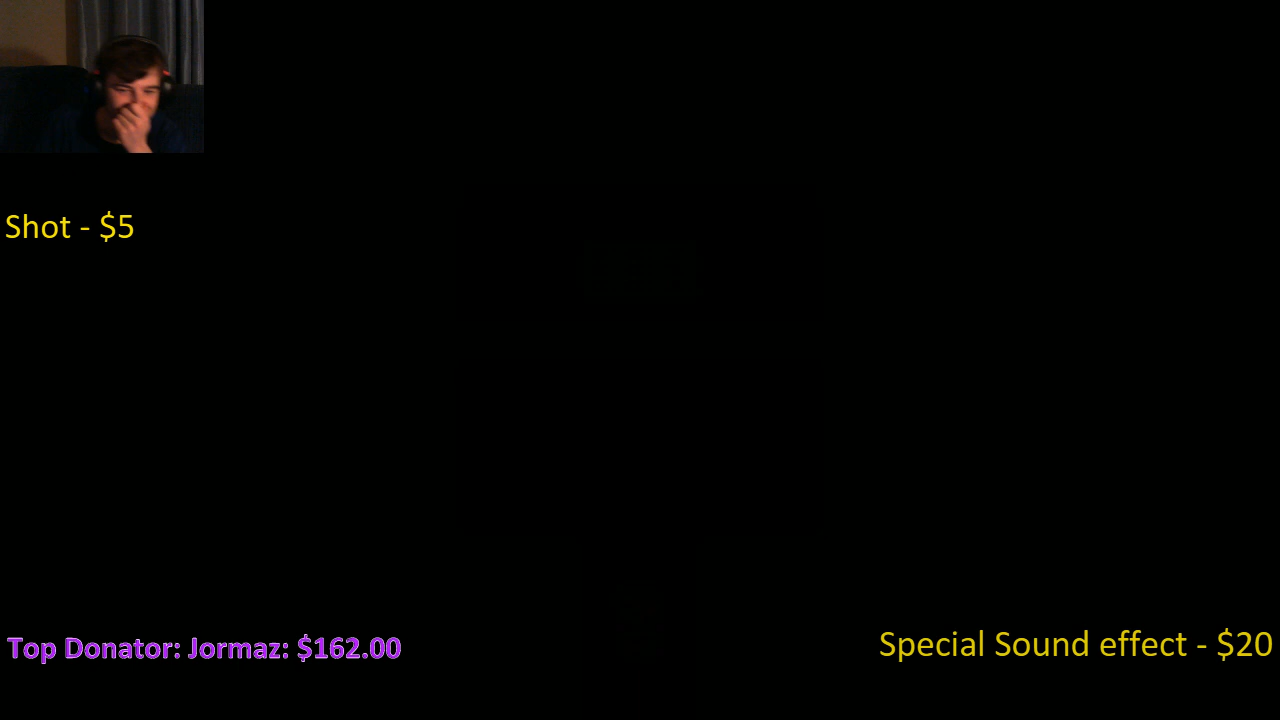 Shot - $5
Top Donator: Jormaz: $162.00
Special Sound effect - $20